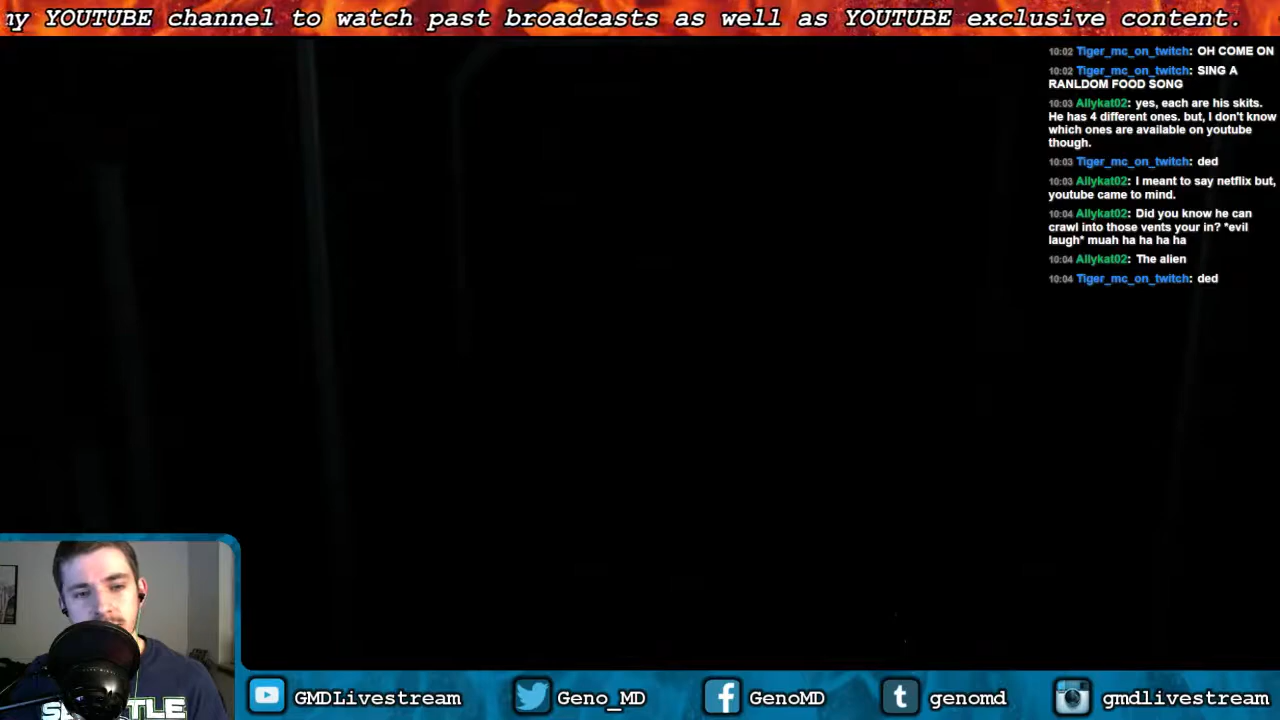 ny YOUTUBE channel to watch past broadcasts as well as YOUTUBE exclusive content.
10:02 Tiger_mc_on_twitch: OH COME ON
10:02 Tiger_mc_on_twitch: SING A
RANLDOM FOOD SONG
10:03 Allykat02: yes, each are his skits.
He has 4 different ones. but, I don't know
which ones are available on youtube
though.
10:03 Tiger_mc_on_twitch: ded
10:03 Allykat02: I meant to say netflix but,
youtube came to mind.
10:04 Allykat02: Did you know he can
crawl into those vents your in? *evil
laugh* muah ha ha ha ha
10:04 Allykat02: The alien
10:04 Tiger_mc_on_twitch: ded
GMDLivestream
Geno_MD
GenoMD
genomd
gmdlivestream